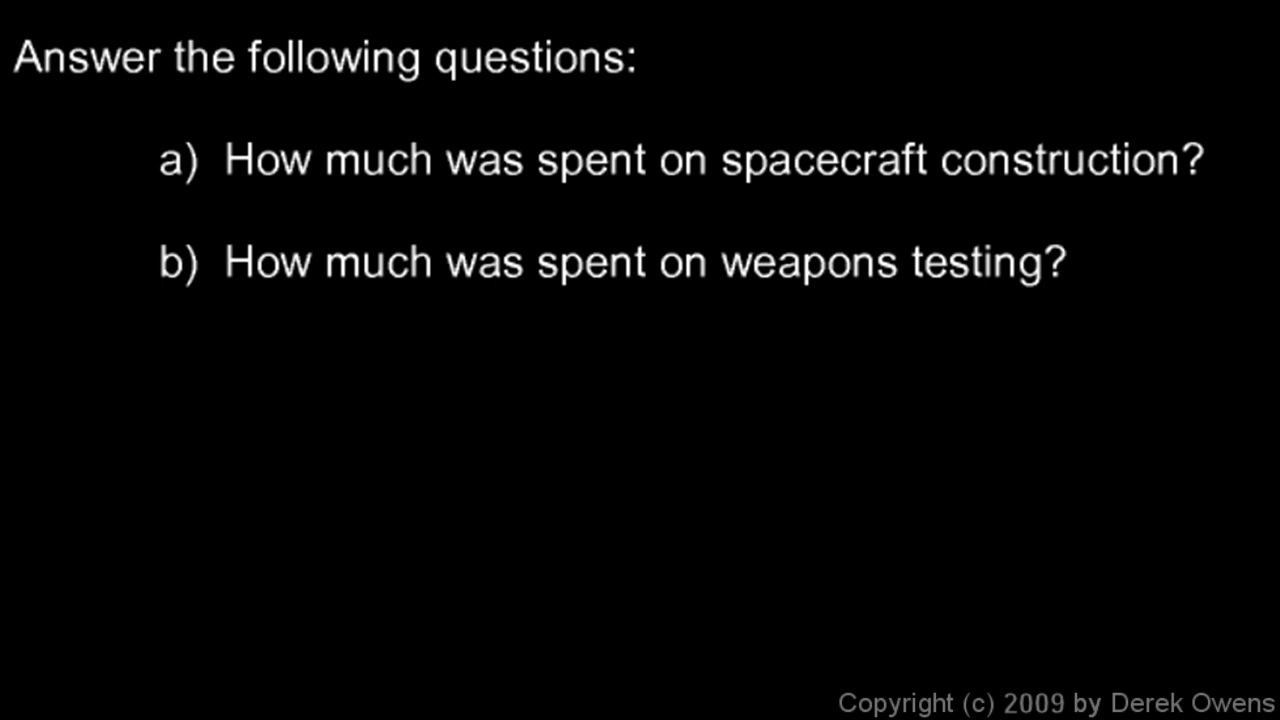 Answer the following questions:
a) How much was spent on spacecraft construction?
b) How much was spent on weapons testing?
Copyright (c) 2009 by Derek Owens